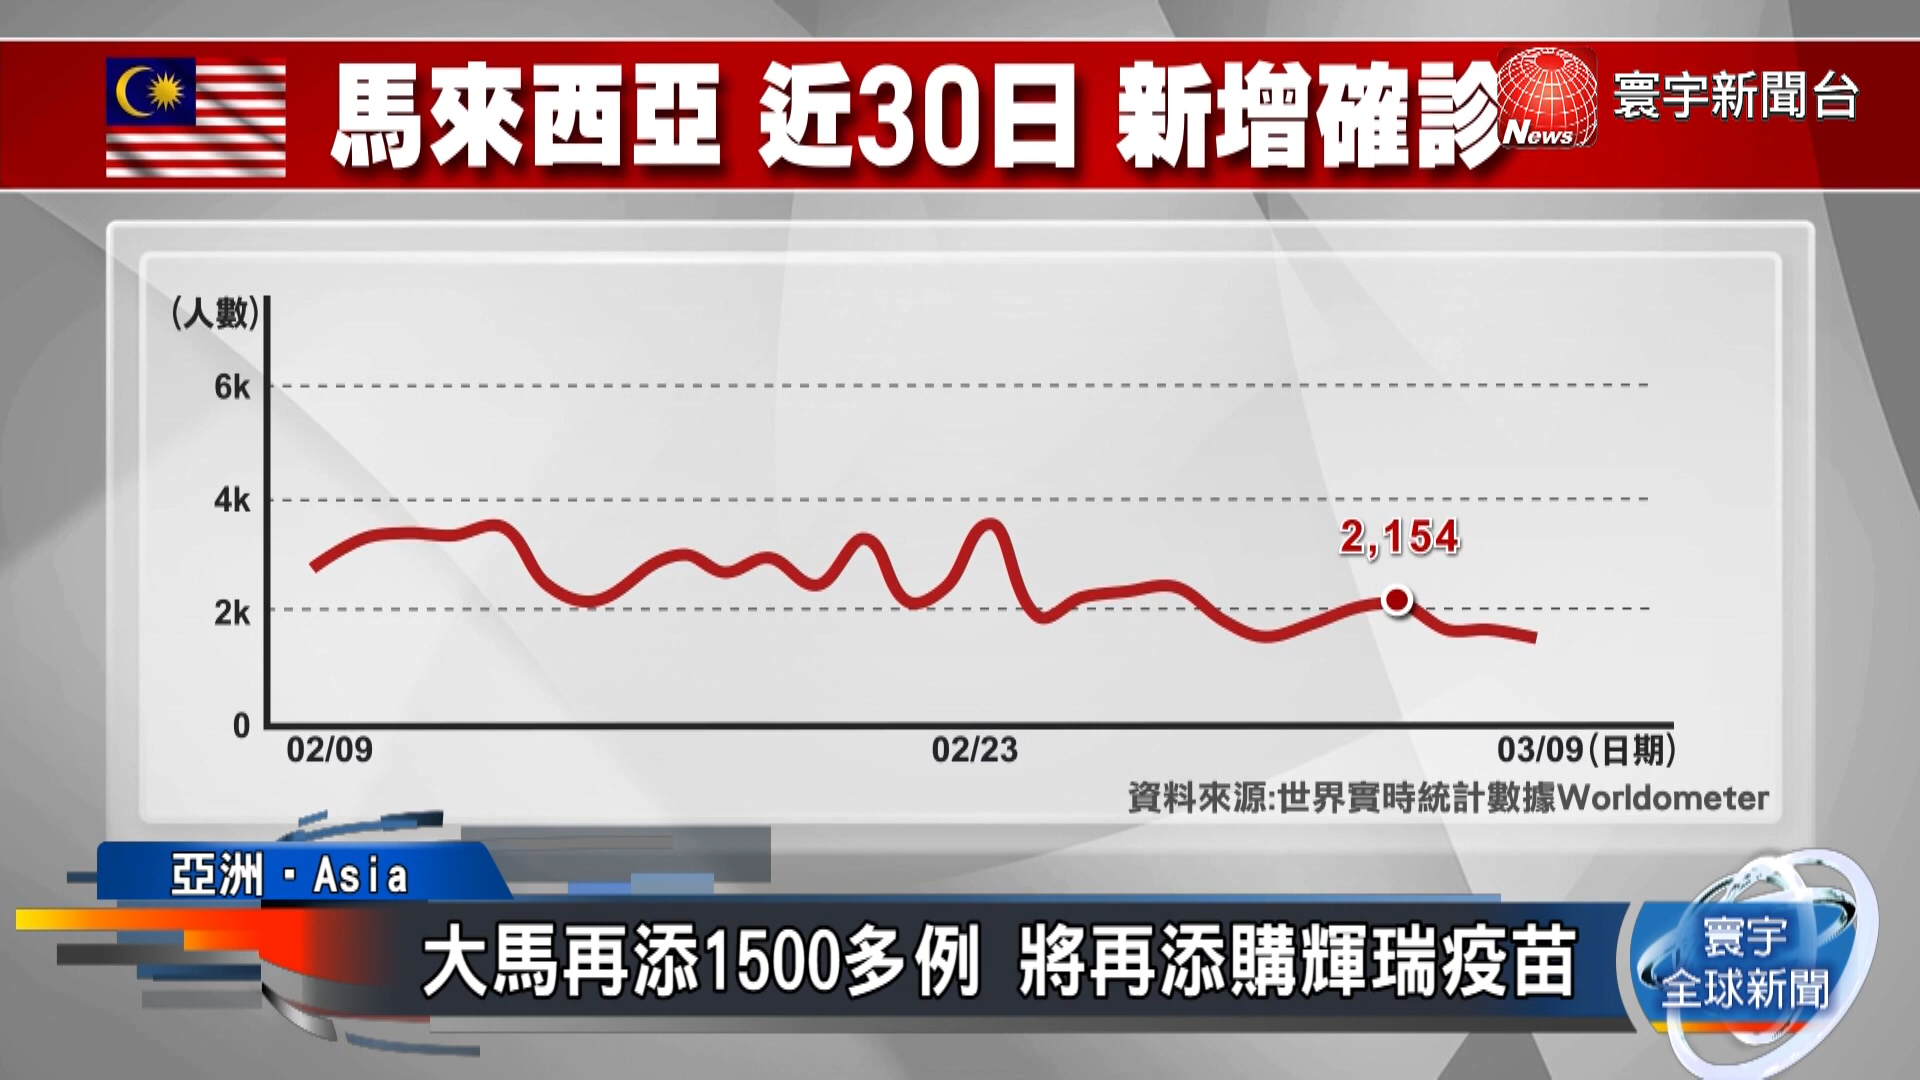 馬來西亞 近30日 新增確診
News
寰宇新聞台
(人數)
6k
4k
2,154
2k
0
02/09
02/23
03/09(日期)
資料來源:世界實時統計數據Worldometer
亞洲·Asia
大馬再添1500多例 將再添購輝瑞疫苗
寰宇
全球新聞